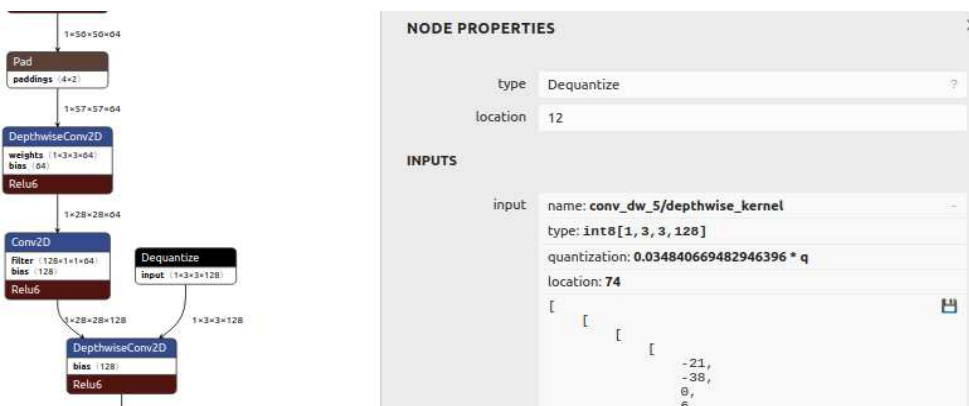 1×56×56×64
Pad
paddings ⟨4×2⟩
1×57×57×64
DepthwiseConv2D
weights ⟨1×3×3×64⟩
bias ⟨64⟩
Relu6
1×28×28×64
Conv2D
filter ⟨128×1×1×64⟩
bias ⟨128⟩
Relu6
Dequantize
input ⟨1×3×3×128⟩
1×28×28×128
1×3×3×128
DepthwiseConv2D
bias ⟨128⟩
Relu6
NODE PROPERTIES
type Dequantize ?
location 12
INPUTS
input name: conv_dw_5/depthwise_kernel -
type: int8[1,3,3,128]
quantization: 0.034840669482946396 * q
location: 74
[
[
[
[
-21,
-38,
0,